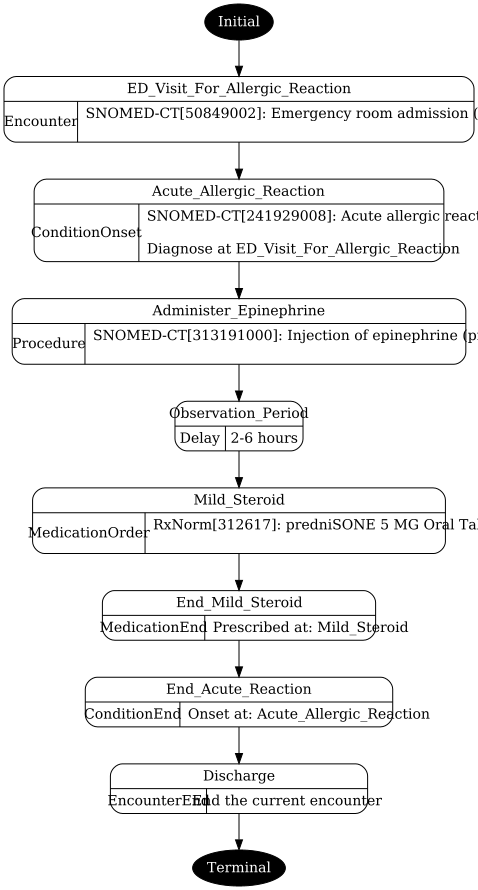 Initial
ED_Visit_For_Allergic_Reaction
Encounter
SNOMED-CT[50849002]: Emergency room admission (
Acute_Allergic_Reaction
ConditionOnset
SNOMED-CT[241929008]: Acute allergic react
Diagnose at ED_Visit_For_Allergic_Reaction
Administer_Epinephrine
Procedure
SNOMED-CT[313191000]: Injection of epinephrine (p
Observation_Period
Delay
2-6 hours
Mild_Steroid
MedicationOrder
RxNorm[312617]: predniSONE 5 MG Oral Ta
End_Mild_Steroid
MedicationEnd
Prescribed at: Mild_Steroid
End_Acute_Reaction
ConditionEnd
Onset at: Acute_Allergic_Reaction
Discharge
EncounterEnd
End the current encounter
Terminal